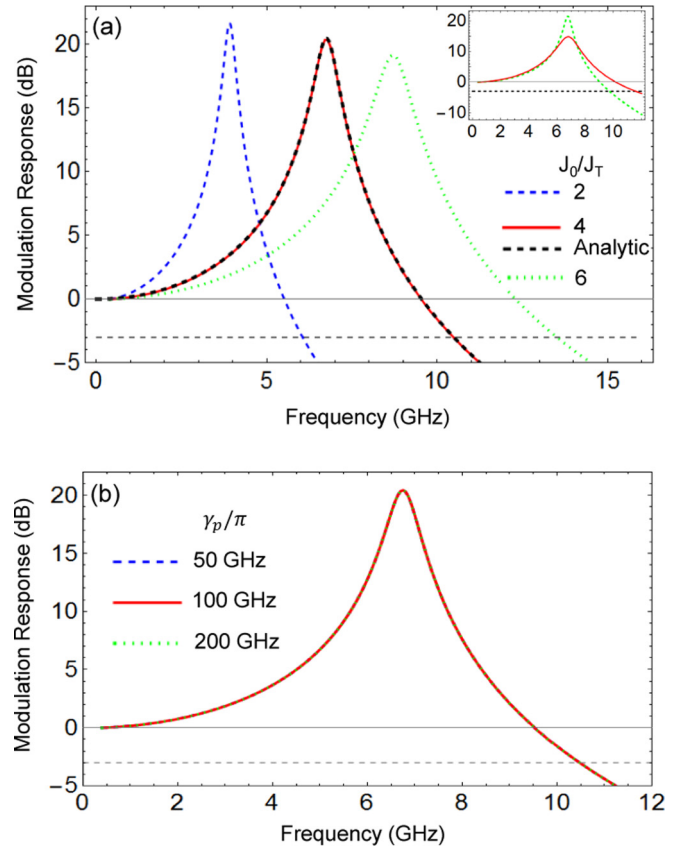 (a)
Modulation Response (dB)
20
15
10
5
0
−5
0 5 10 15
Frequency (GHz)
20
10
0
−10
0 2 4 6 8 10 12
J₀/J_T
2
4
Analytic
6
(b)
Modulation Response (dB)
20
15
10
5
0
−5
γₚ/π
50 GHz
100 GHz
200 GHz
0 2 4 6 8 10 12
Frequency (GHz)